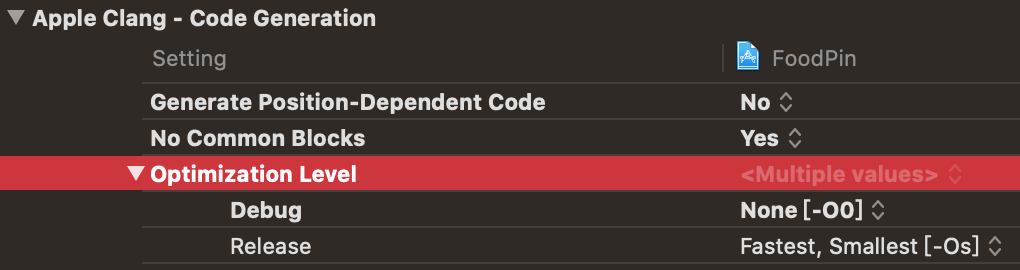 Apple Clang - Code Generation
Setting FoodPin
Generate Position-Dependent Code No
No Common Blocks Yes
Optimization Level <Multiple values>
Debug None [-O0]
Release Fastest, Smallest [-Os]